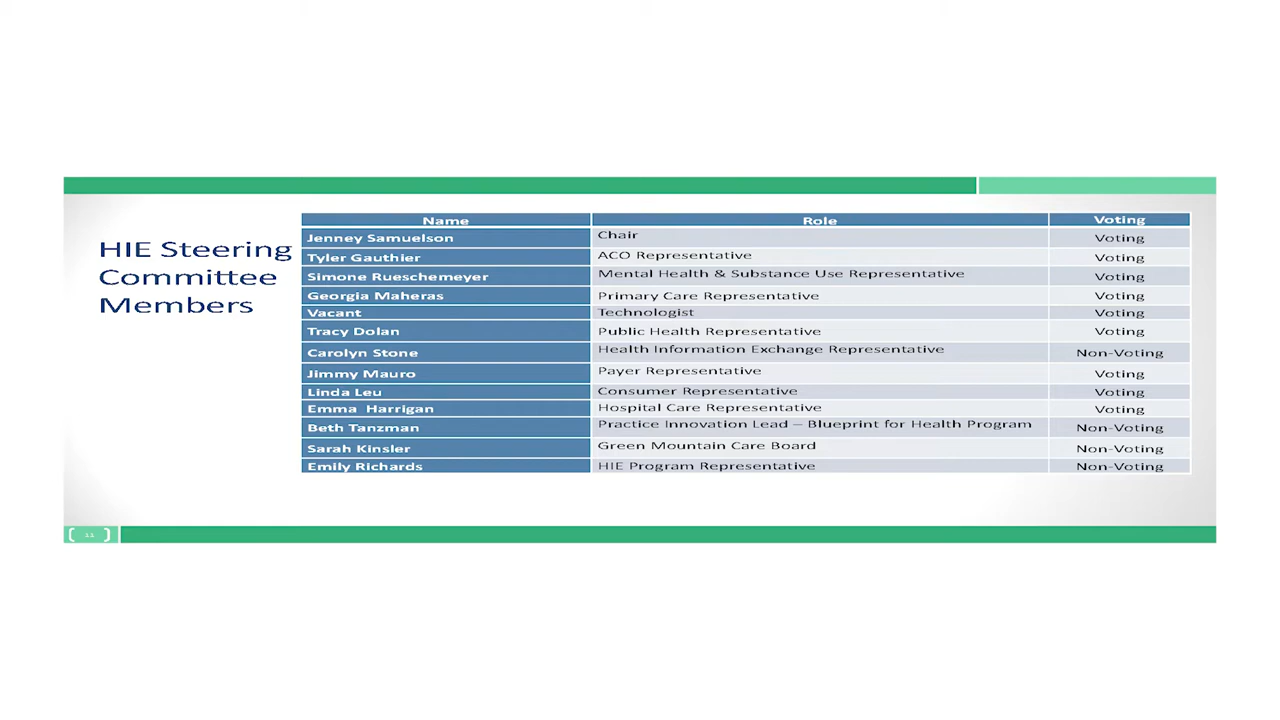 HIE Steering
Committee
Members
Name Role Voting
Jenney Samuelson Chair Voting
Tyler Gauthier ACO Representative Voting
Simone Rueschemeyer Mental Health & Substance Use Representative Voting
Georgia Maheras Primary Care Representative Voting
Vacant Technologist Voting
Tracy Dolan Public Health Representative Voting
Carolyn Stone Health Information Exchange Representative Non-Voting
Jimmy Mauro Payer Representative Voting
Linda Leu Consumer Representative Voting
Emma Harrigan Hospital Care Representative Voting
Beth Tanzman Practice Innovation Lead – Blueprint for Health Program Non-Voting
Sarah Kinsler Green Mountain Care Board Non-Voting
Emily Richards HIE Program Representative Non-Voting
11